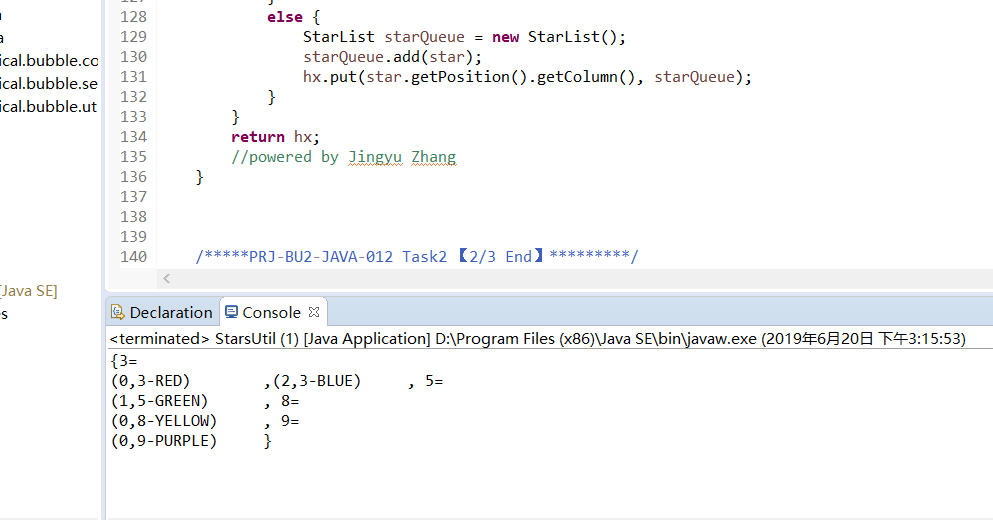 ical.bubble.co
ical.bubble.se
ical.bubble.ut
[Java SE]
s
128 else {
129 StarList starQueue = new StarList();
130 starQueue.add(star);
131 hx.put(star.getPosition().getColumn(), starQueue);
132 }
133 }
134 return hx;
135 //powered by Jingyu Zhang
136 }
137
138
139
140 /*****PRJ-BU2-JAVA-012 Task2 【2/3 End】*********/
Declaration Console
<terminated> StarsUtil (1) [Java Application] D:\Program Files (x86)\Java SE\bin\javaw.exe (2019年6月20日 下午3:15:53)
{3=
(0,3-RED) ,(2,3-BLUE) , 5=
(1,5-GREEN) , 8=
(0,8-YELLOW) , 9=
(0,9-PURPLE) }